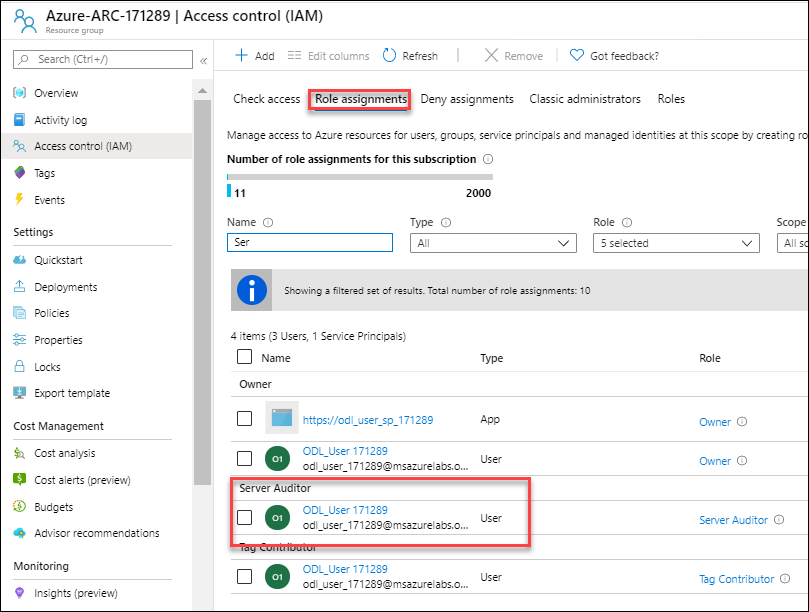 Azure-ARC-171289 | Access control (IAM)
Resource group
Search (Ctrl+/)
«
Overview
Activity log
Access control (IAM)
Tags
Events
Settings
Quickstart
Deployments
Policies
Properties
Locks
Export template
Cost Management
Cost analysis
Cost alerts (preview)
Budgets
Advisor recommendations
Monitoring
Insights (preview)
Add
Edit columns
Refresh
Remove
Got feedback?
Check access
Role assignments
Deny assignments
Classic administrators
Roles
Manage access to Azure resources for users, groups, service principals and managed identities at this scope by creating ro
Number of role assignments for this subscription
11
2000
Name
Type
Role
Scope
Ser
All
5 selected
All sc
Showing a filtered set of results. Total number of role assignments: 10
4 items (3 Users, 1 Service Principals)
Name
Type
Role
Owner
https://odl_user_sp_171289
App
Owner
O1
ODL_User 171289
odl_user_171289@msazurelabs.o...
User
Owner
Server Auditor
O1
ODL_User 171289
odl_user_171289@msazurelabs.o...
User
Server Auditor
Tag Contributor
O1
ODL_User 171289
odl_user_171289@msazurelabs.o...
User
Tag Contributor